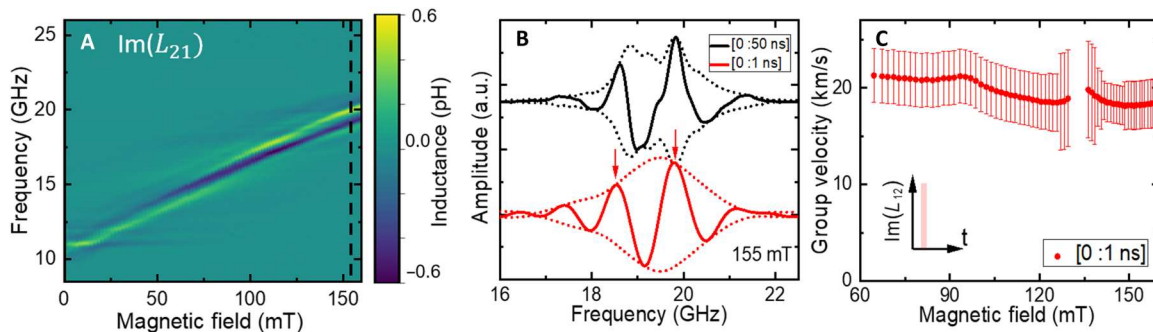 A
Im(L₂₁)
Frequency (GHz)
25
20
15
10
0
50
100
150
Magnetic field (mT)
0.6
0.0
−0.6
Inductance (pH)
B
[0 :50 ns]
[0 :1 ns]
Amplitude (a.u.)
155 mT
16
18
20
22
Frequency (GHz)
C
Group velocity (km/s)
30
20
10
0
Im(L₁₂)
t
[0 :1 ns]
60
90
120
150
Magnetic field (mT)